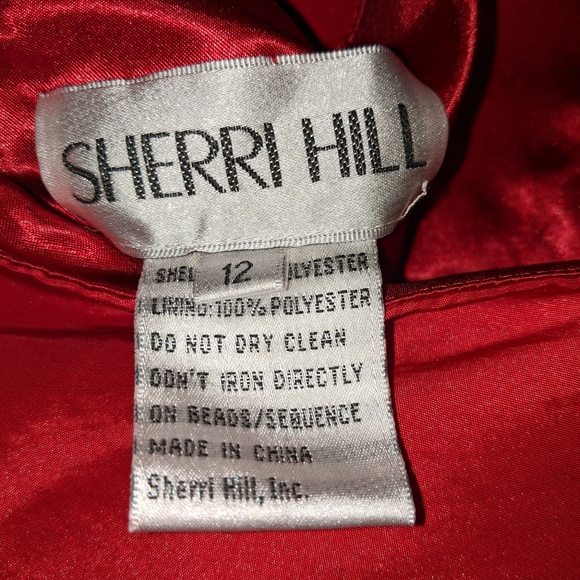 SHERRI HILL
SHEL 12 LYESTER
LINING:100% POLYESTER
DO NOT DRY CLEAN
DON'T IRON DIRECTLY
ON BEADS/SEQUENCE
MADE IN CHINA
Sherri Hill, Inc.